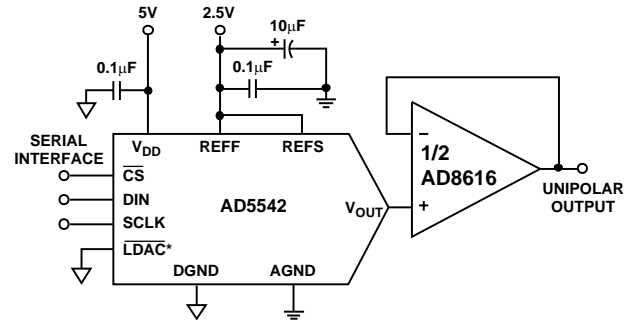 5V
2.5V
10µF
+
0.1µF
0.1µF
SERIAL
INTERFACE
VDD
REFF
REFS
CS
DIN
SCLK
LDAC*
AD5542
VOUT
DGND
AGND
−
+
1/2
AD8616
UNIPOLAR
OUTPUT